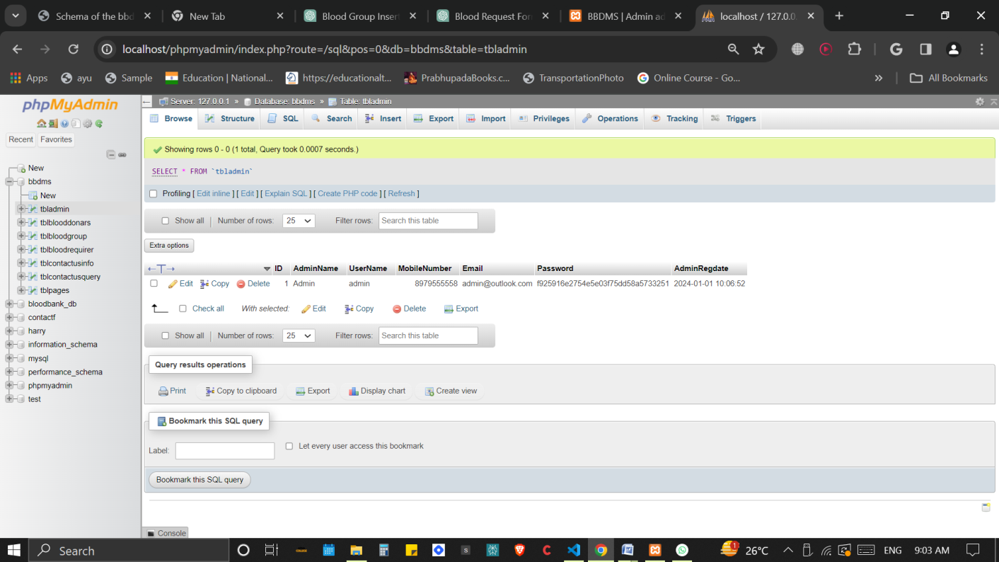 Schema of the bbd
New Tab
Blood Group Inser
Blood Request For
BBDMS | Admin ad
localhost / 127.0.0.
localhost/phpmyadmin/index.php?route=/sql&pos=0&db=bbdms&table=tbladmin
Apps ayu Sample Education | National... https://educationalt... PrabhupadaBooks.c... TransportationPhoto Online Course - Go... » All Bookmarks
phpMyAdmin
Recent Favorites
New
bbdms
New
tbladmin
tblblooddonars
tblbloodgroup
tblbloodrequirer
tblcontactusinfo
tblcontactusquery
tblpages
bloodbank_db
contactf
harry
information_schema
mysql
performance_schema
phpmyadmin
test
Server: 127.0.0.1 » Database: bbdms » Table: tbladmin
Browse Structure SQL Search Insert Export Import Privileges Operations Tracking Triggers
Showing rows 0 - 0 (1 total, Query took 0.0007 seconds.)
SELECT * FROM `tbladmin`
Profiling [ Edit inline ] [ Edit ] [ Explain SQL ] [ Create PHP code ] [ Refresh ]
Show all | Number of rows: 25 Filter rows: Search this table
Extra options
ID AdminName UserName MobileNumber Email Password AdminRegdate
Edit Copy Delete 1 Admin admin 8979555558 admin@outlook.com f925916e2754e5e03f75dd58a5733251 2024-01-01 10:06:52
Check all With selected: Edit Copy Delete Export
Show all | Number of rows: 25 Filter rows: Search this table
Query results operations
Print Copy to clipboard Export Display chart Create view
Bookmark this SQL query
Label: Let every user access this bookmark
Bookmark this SQL query
Console
Search
1 26°C ENG 9:03 AM